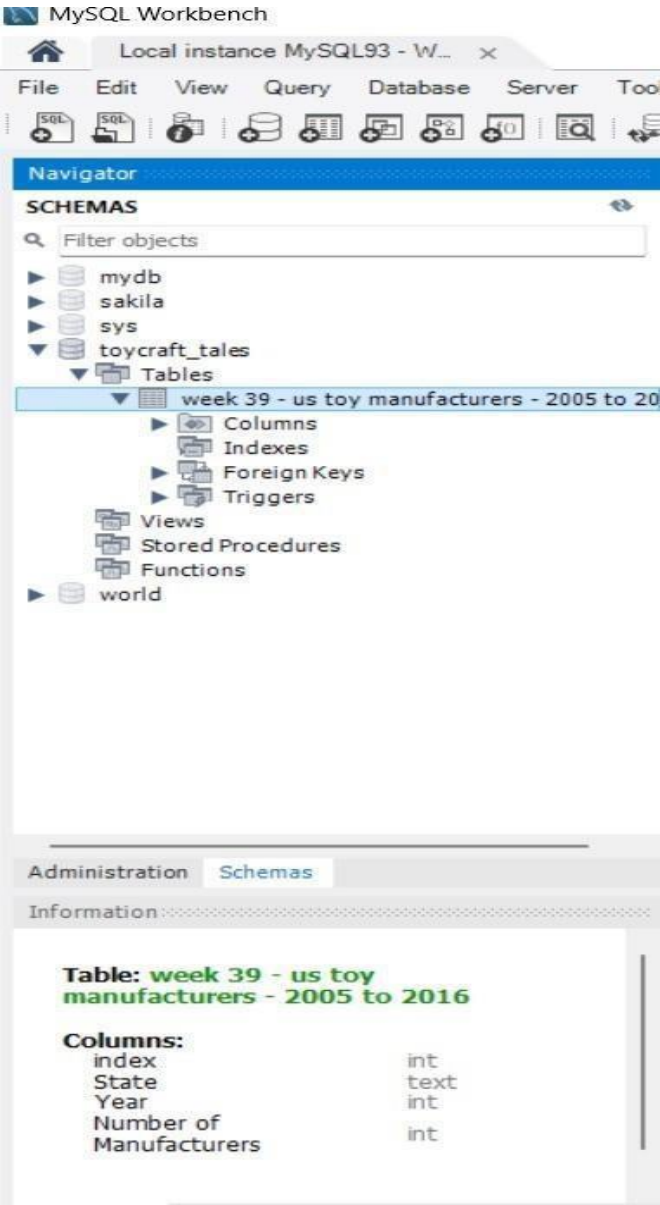 MySQL Workbench
Local instance MySQL93 - W...
File Edit View Query Database Server Tool
Navigator
SCHEMAS
Filter objects
mydb
sakila
sys
toycraft_tales
Tables
week 39 - us toy manufacturers - 2005 to 20
Columns
Indexes
Foreign Keys
Triggers
Views
Stored Procedures
Functions
world
Administration Schemas
Information
Table: week 39 - us toy
manufacturers - 2005 to 2016
Columns:
index int
State text
Year int
Number of
Manufacturers int